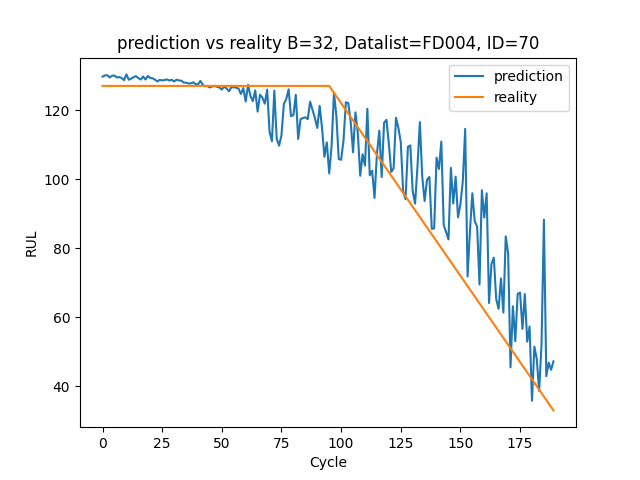 prediction vs reality B=32, Datalist=FD004, ID=70
prediction
reality
120
100
80
60
40
RUL
0 25 50 75 100 125 150 175
Cycle